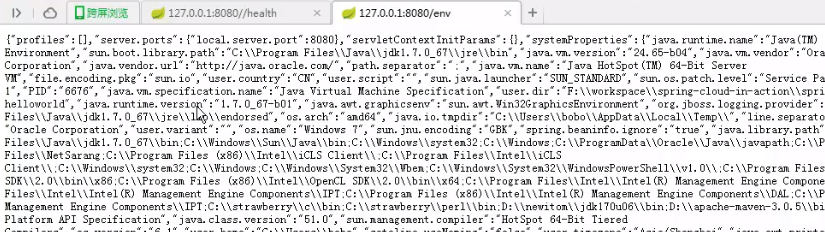 跨屏浏览 127.0.0.1:8080//health 127.0.0.1:8080/env
{"profiles":[],"server.ports":{"local.server.port":8080},"servletContextInitParams":{},"systemProperties":{"java.runtime.name":"Java(TM)
Environment","sun.boot.library.path":"C:\\Program Files\\Java\\jdk1.7.0_67\\jre\\bin","java.vm.version":"24.65-b04","java.vm.vendor":"Ora
Corporation","java.vendor.url":"http://java.oracle.com/","path.separator":";","java.vm.name":"Java HotSpot(TM) 64-Bit Server
VM","file.encoding.pkg":"sun.io","user.country":"CN","user.script":"","sun.java.launcher":"SUN_STANDARD","sun.os.patch.level":"Service Pa
1","PID":"6676","java.vm.specification.name":"Java Virtual Machine Specification","user.dir":"F:\\workspace\\spring-cloud-in-action\\spri
helloworld","java.runtime.version":"1.7.0_67-b01","java.awt.graphicsenv":"sun.awt.Win32GraphicsEnvironment","org.jboss.logging.provider":
Files\\Java\\jdk1.7.0_67\\jre\\lib\\endorsed","os.arch":"amd64","java.io.tmpdir":"C:\\Users\\bobo\\AppData\\Local\\Temp\\","line.separato
"Oracle Corporation","user.variant":"","os.name":"Windows 7","sun.jnu.encoding":"GBK","spring.beaninfo.ignore":"true","java.library.path"
Files\\Java\\jdk1.7.0_67\\bin;C:\\Windows\\Sun\\Java\\bin;C:\\Windows\\system32;C:\\Windows;C:\\ProgramData\\Oracle\\Java\\javapath;C:\\P
Files\\NetSarang;C:\\Program Files (x86)\\Intel\\iCLS Client\\;C:\\Program Files\\Intel\\iCLS
Client\\;C:\\Windows\\system32;C:\\Windows;C:\\Windows\\System32\\Wbem;C:\\Windows\\System32\\WindowsPowerShell\\v1.0\\;C:\\Program Files
SDK\\2.0\\bin\\x86;C:\\Program Files (x86)\\Intel\\OpenCL SDK\\2.0\\bin\\x64;C:\\Program Files\\Intel\\Intel(R) Management Engine Compone
Files\\Intel\\Intel(R) Management Engine Components\\IPT;C:\\Program Files (x86)\\Intel\\Intel(R) Management Engine Components\\DAL;C:\\P
Management Engine Components\\IPT;C:\\strawberry\\c\\bin;C:\\strawberry\\perl\\bin;D:\\newitom\\jdk170u06\\bin;D:\\apache-maven-3.0.5\\bi
Platform API Specification","java.class.version":"51.0","sun.management.compiler":"HotSpot 64-Bit Tiered